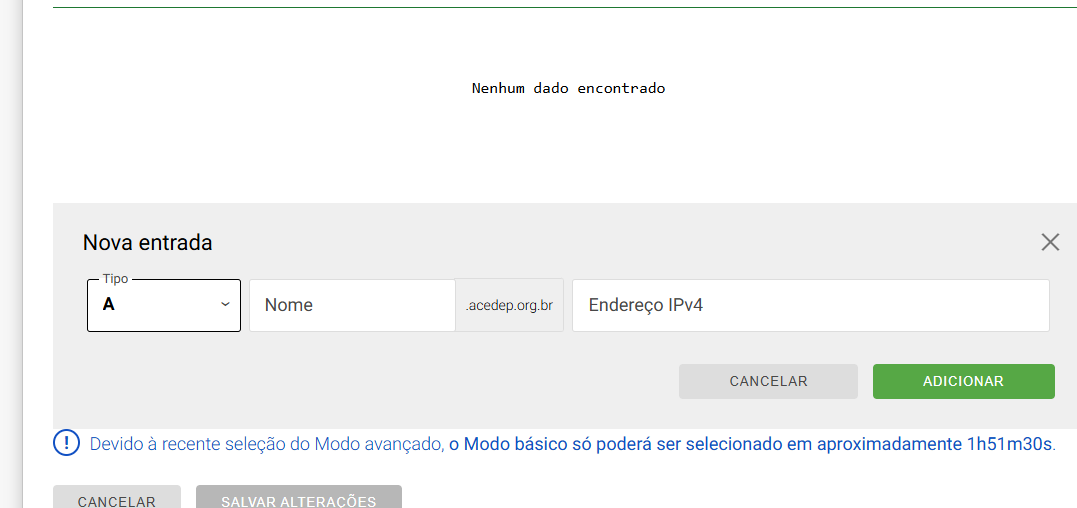 Nenhum dado encontrado
Nova entrada
Tipo
A
Nome
.acedep.org.br
Endereço IPv4
CANCELAR
ADICIONAR
Devido à recente seleção do Modo avançado, o Modo básico só poderá ser selecionado em aproximadamente 1h51m30s.
CANCELAR
SALVAR ALTERAÇÕES